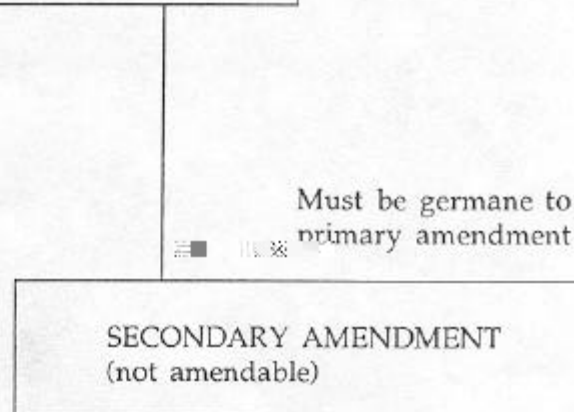 Must be germane to
primary amendment
SECONDARY AMENDMENT
(not amendable)